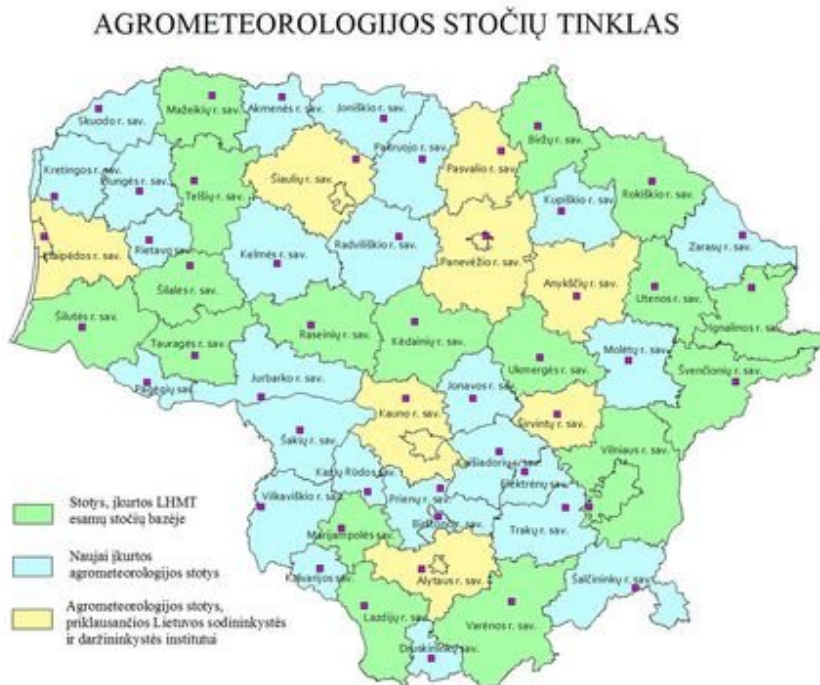 AGROMETEOROLOGIJOS STOČIŲ TINKLAS
Mažeikių r. sav.
Akmenės r. sav.
Joniškio r. sav.
Skuodo r. sav.
Biržų r. sav.
Pakruojo r. sav.
Pasvalio r. sav.
Kretingos r. sav.
Plungės r. sav.
Telšių r. sav.
Šiaulių r. sav.
Rokiškio r. sav.
Kupiškio r. sav.
Zarasų r. sav.
Klaipėdos r. sav.
Rietavo sav.
Kelmės r. sav.
Radviliškio r. sav.
Panevėžio r. sav.
Anykščių r. sav.
Šilalės r. sav.
Utenos r. sav.
Ignalinos r. sav.
Šilutės r. sav.
Tauragės r. sav.
Raseinių r. sav.
Kėdainių r. sav.
Ukmergės r. sav.
Molėtų r. sav.
Švenčionių r. sav.
Pagėgių sav.
Jurbarko r. sav.
Jonavos r. sav.
Kauno r. sav.
Širvintų r. sav.
Šakių r. sav.
Vilniaus r. sav.
Kaišiadorių r. sav.
Kazlų Rūdos sav.
Elektrėnų sav.
Vilkaviškio r. sav.
Prienų r. sav.
Birštono sav.
Trakų r. sav.
Marijampolės sav.
Kalvarijos sav.
Alytaus r. sav.
Šalčininkų r. sav.
Lazdijų r. sav.
Varėnos r. sav.
Druskininkų sav.
Stotys, įkurtos LHMT
esamų stočių bazėje
Naujai įkurtos
agrometeorologijos stotys
Agrometeorologijos stotys,
priklausančios Lietuvos sodininkystės
ir daržininkystės institutui